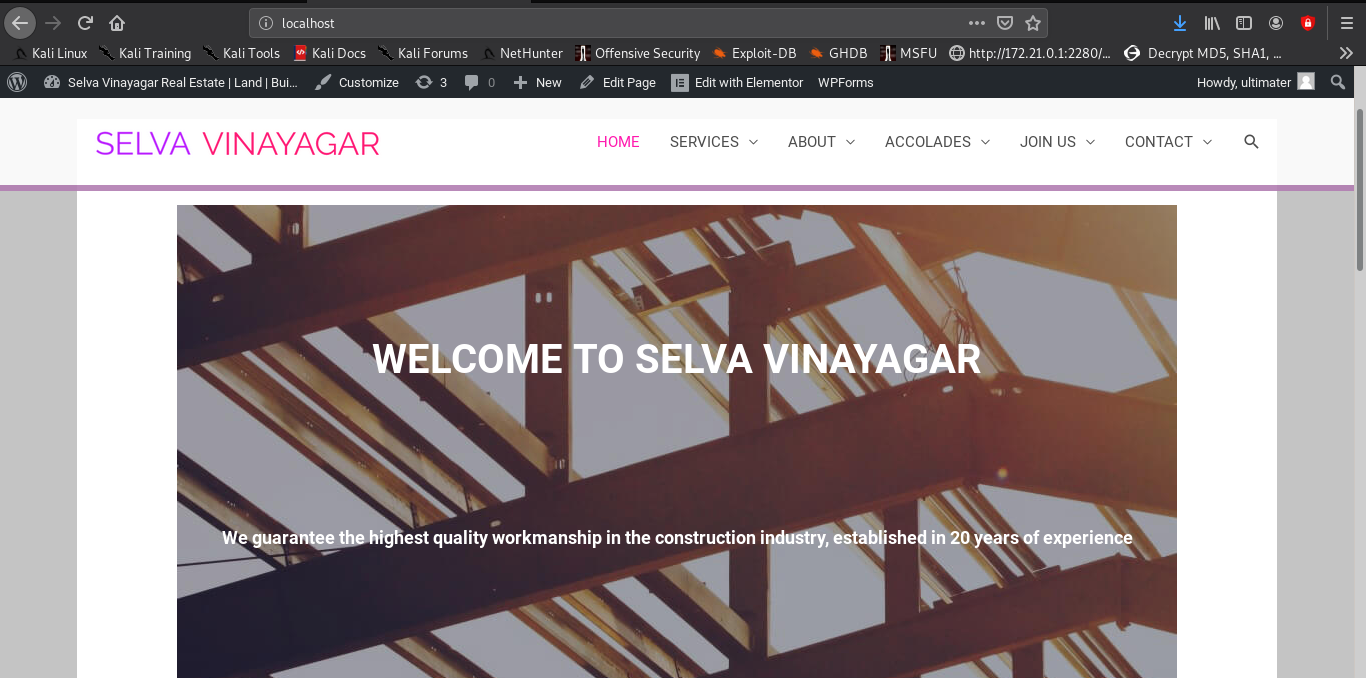 localhost
Kali Linux Kali Training Kali Tools Kali Docs Kali Forums NetHunter Offensive Security Exploit-DB GHDB MSFU http://172.21.0.1:2280/... Decrypt MD5, SHA1, ...
Selva Vinayagar Real Estate | Land | Bui... Customize 3 0 New Edit Page Edit with Elementor WPForms Howdy, ultimater
SELVA VINAYAGAR HOME SERVICES ABOUT ACCOLADES JOIN US CONTACT
WELCOME TO SELVA VINAYAGAR
We guarantee the highest quality workmanship in the construction industry, established in 20 years of experience